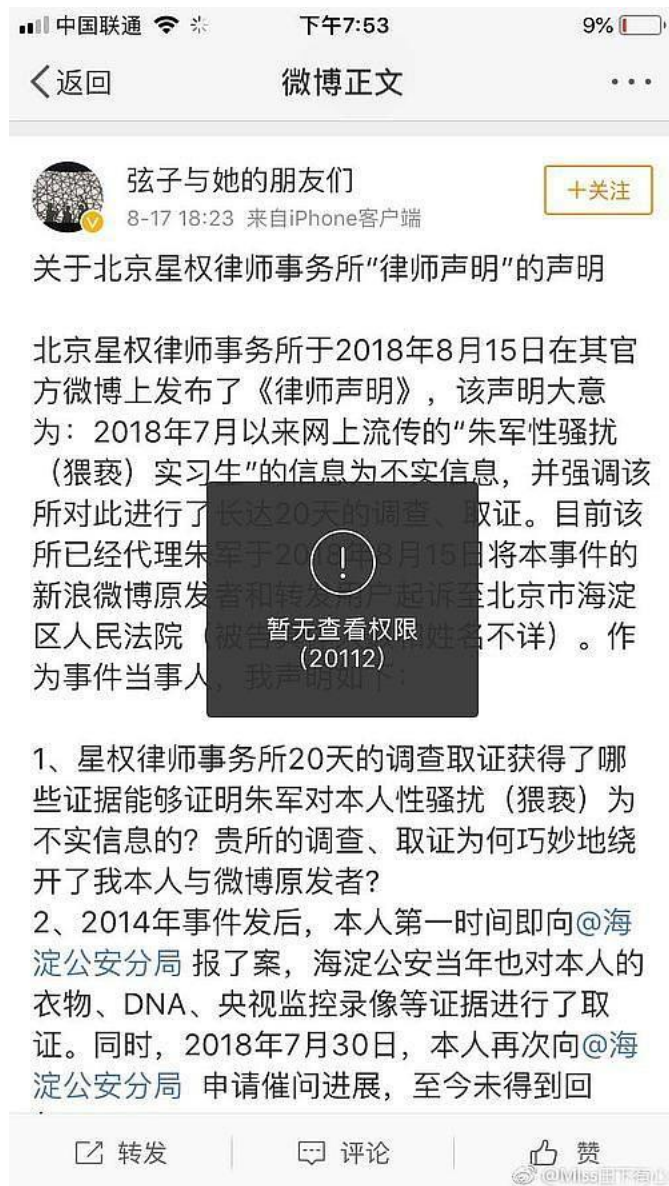 中国联通 下午7:53 9%
返回 微博正文
弦子与她的朋友们
+关注
8-17 18:23 来自iPhone客户端
关于北京星权律师事务所“律师声明”的声明
北京星权律师事务所于2018年8月15日在其官
方微博上发布了《律师声明》，该声明大意
为：2018年7月以来网上流传的“朱军性骚扰
（猥亵）实习生”的信息为不实信息，并强调该
所对此进行了长达20天的调查、取证。目前该
所已经代理朱军于2018年8月15日将本事件的
新浪微博原发者和转发用户起诉至北京市海淀
区人民法院（被告 姓名不详）。作
为事件当事人，我声明如下：
暂无查看权限
(20112)
1、星权律师事务所20天的调查取证获得了哪
些证据能够证明朱军对本人性骚扰（猥亵）为
不实信息的？贵所的调查、取证为何巧妙地绕
开了我本人与微博原发者?
2、2014年事件发后，本人第一时间即向@海
淀公安分局 报了案，海淀公安当年也对本人的
衣物、DNA、央视监控录像等证据进行了取
证。同时，2018年7月30日，本人再次向@海
淀公安分局 申请催问进展，至今未得到回
转发 评论 赞